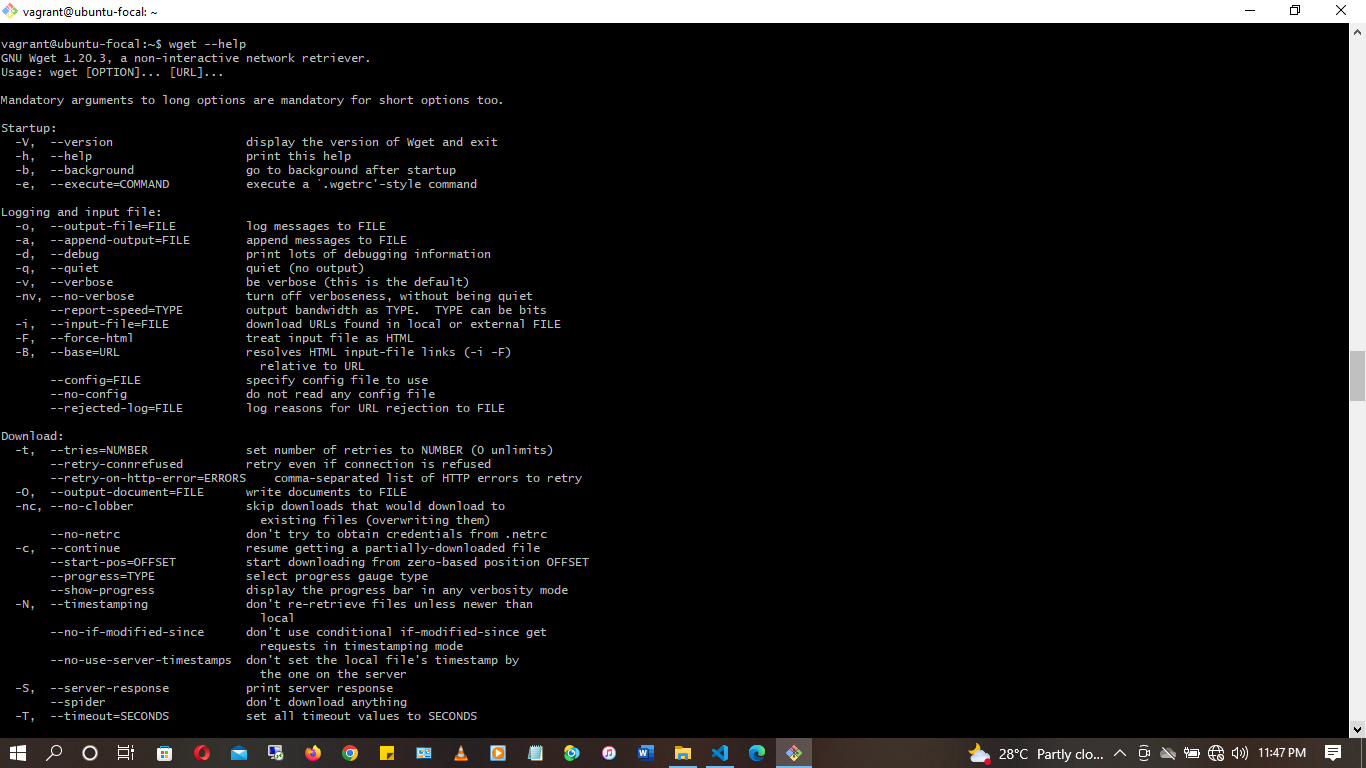 vagrant@ubuntu-focal: ~
vagrant@ubuntu-focal:~$ wget --help
GNU Wget 1.20.3, a non-interactive network retriever.
Usage: wget [OPTION]... [URL]...
Mandatory arguments to long options are mandatory for short options too.
Startup:
  -V,  --version                   display the version of Wget and exit
  -h,  --help                      print this help
  -b,  --background                go to background after startup
  -e,  --execute=COMMAND           execute a `.wgetrc'-style command
Logging and input file:
  -o,  --output-file=FILE          log messages to FILE
  -a,  --append-output=FILE        append messages to FILE
  -d,  --debug                     print lots of debugging information
  -q,  --quiet                     quiet (no output)
  -v,  --verbose                   be verbose (this is the default)
  -nv, --no-verbose                turn off verboseness, without being quiet
       --report-speed=TYPE         output bandwidth as TYPE.  TYPE can be bits
  -i,  --input-file=FILE           download URLs found in local or external FILE
  -F,  --force-html                treat input file as HTML
  -B,  --base=URL                  resolves HTML input-file links (-i -F)
                                     relative to URL
       --config=FILE               specify config file to use
       --no-config                 do not read any config file
       --rejected-log=FILE         log reasons for URL rejection to FILE
Download:
  -t,  --tries=NUMBER              set number of retries to NUMBER (0 unlimits)
       --retry-connrefused         retry even if connection is refused
       --retry-on-http-error=ERRORS    comma-separated list of HTTP errors to retry
  -O,  --output-document=FILE      write documents to FILE
  -nc, --no-clobber                skip downloads that would download to
                                     existing files (overwriting them)
       --no-netrc                  don't try to obtain credentials from .netrc
  -c,  --continue                  resume getting a partially-downloaded file
       --start-pos=OFFSET          start downloading from zero-based position OFFSET
       --progress=TYPE             select progress gauge type
       --show-progress             display the progress bar in any verbosity mode
  -N,  --timestamping              don't re-retrieve files unless newer than
                                     local
       --no-if-modified-since      don't use conditional if-modified-since get
                                     requests in timestamping mode
       --no-use-server-timestamps  don't set the local file's timestamp by
                                     the one on the server
  -S,  --server-response           print server response
       --spider                    don't download anything
  -T,  --timeout=SECONDS           set all timeout values to SECONDS
28°C Partly clo... 11:47 PM